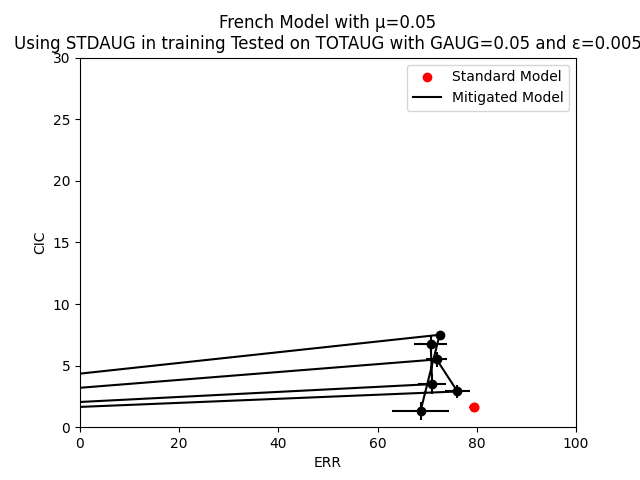 French Model with μ=0.05
Using STDAUG in training Tested on TOTAUG with GAUG=0.05 and ε=0.005
Standard Model
Mitigated Model
30
25
20
15
10
5
0
CIC
0 20 40 60 80 100
ERR